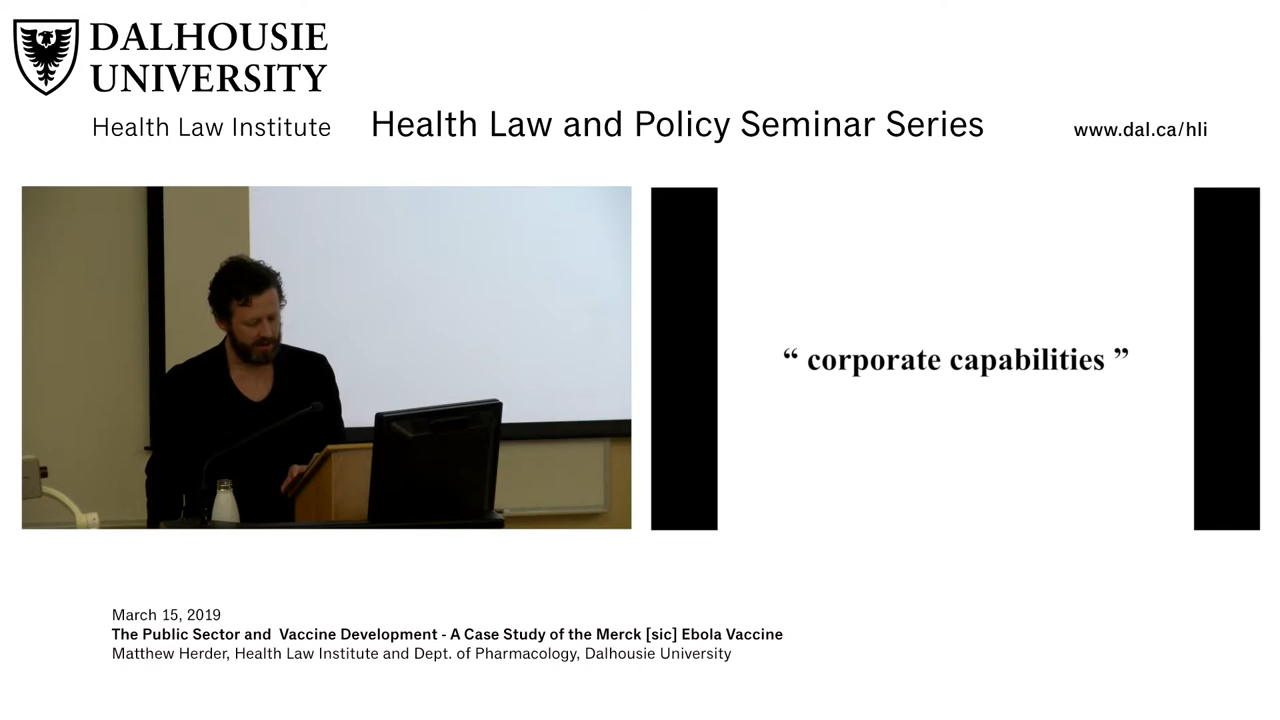 DALHOUSIE
UNIVERSITY
Health Law Institute
Health Law and Policy Seminar Series
www.dal.ca/hli
“ corporate capabilities ”
March 15, 2019
The Public Sector and Vaccine Development - A Case Study of the Merck [sic] Ebola Vaccine
Matthew Herder, Health Law Institute and Dept. of Pharmacology, Dalhousie University